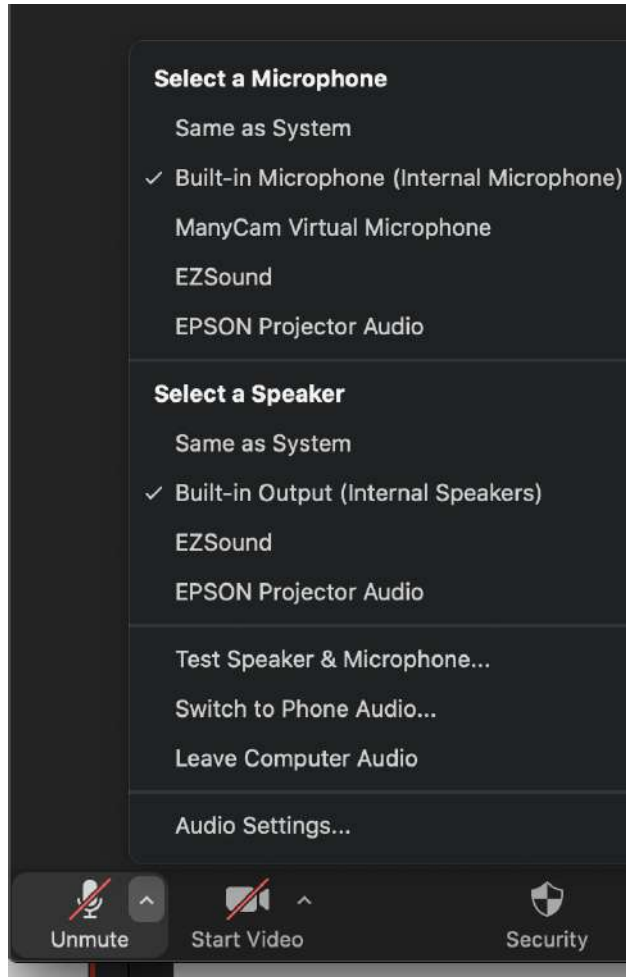 Select a Microphone
Same as System
✓ Built-in Microphone (Internal Microphone)
ManyCam Virtual Microphone
EZSound
EPSON Projector Audio
Select a Speaker
Same as System
✓ Built-in Output (Internal Speakers)
EZSound
EPSON Projector Audio
Test Speaker & Microphone...
Switch to Phone Audio...
Leave Computer Audio
Audio Settings...
Unmute
Start Video
Security